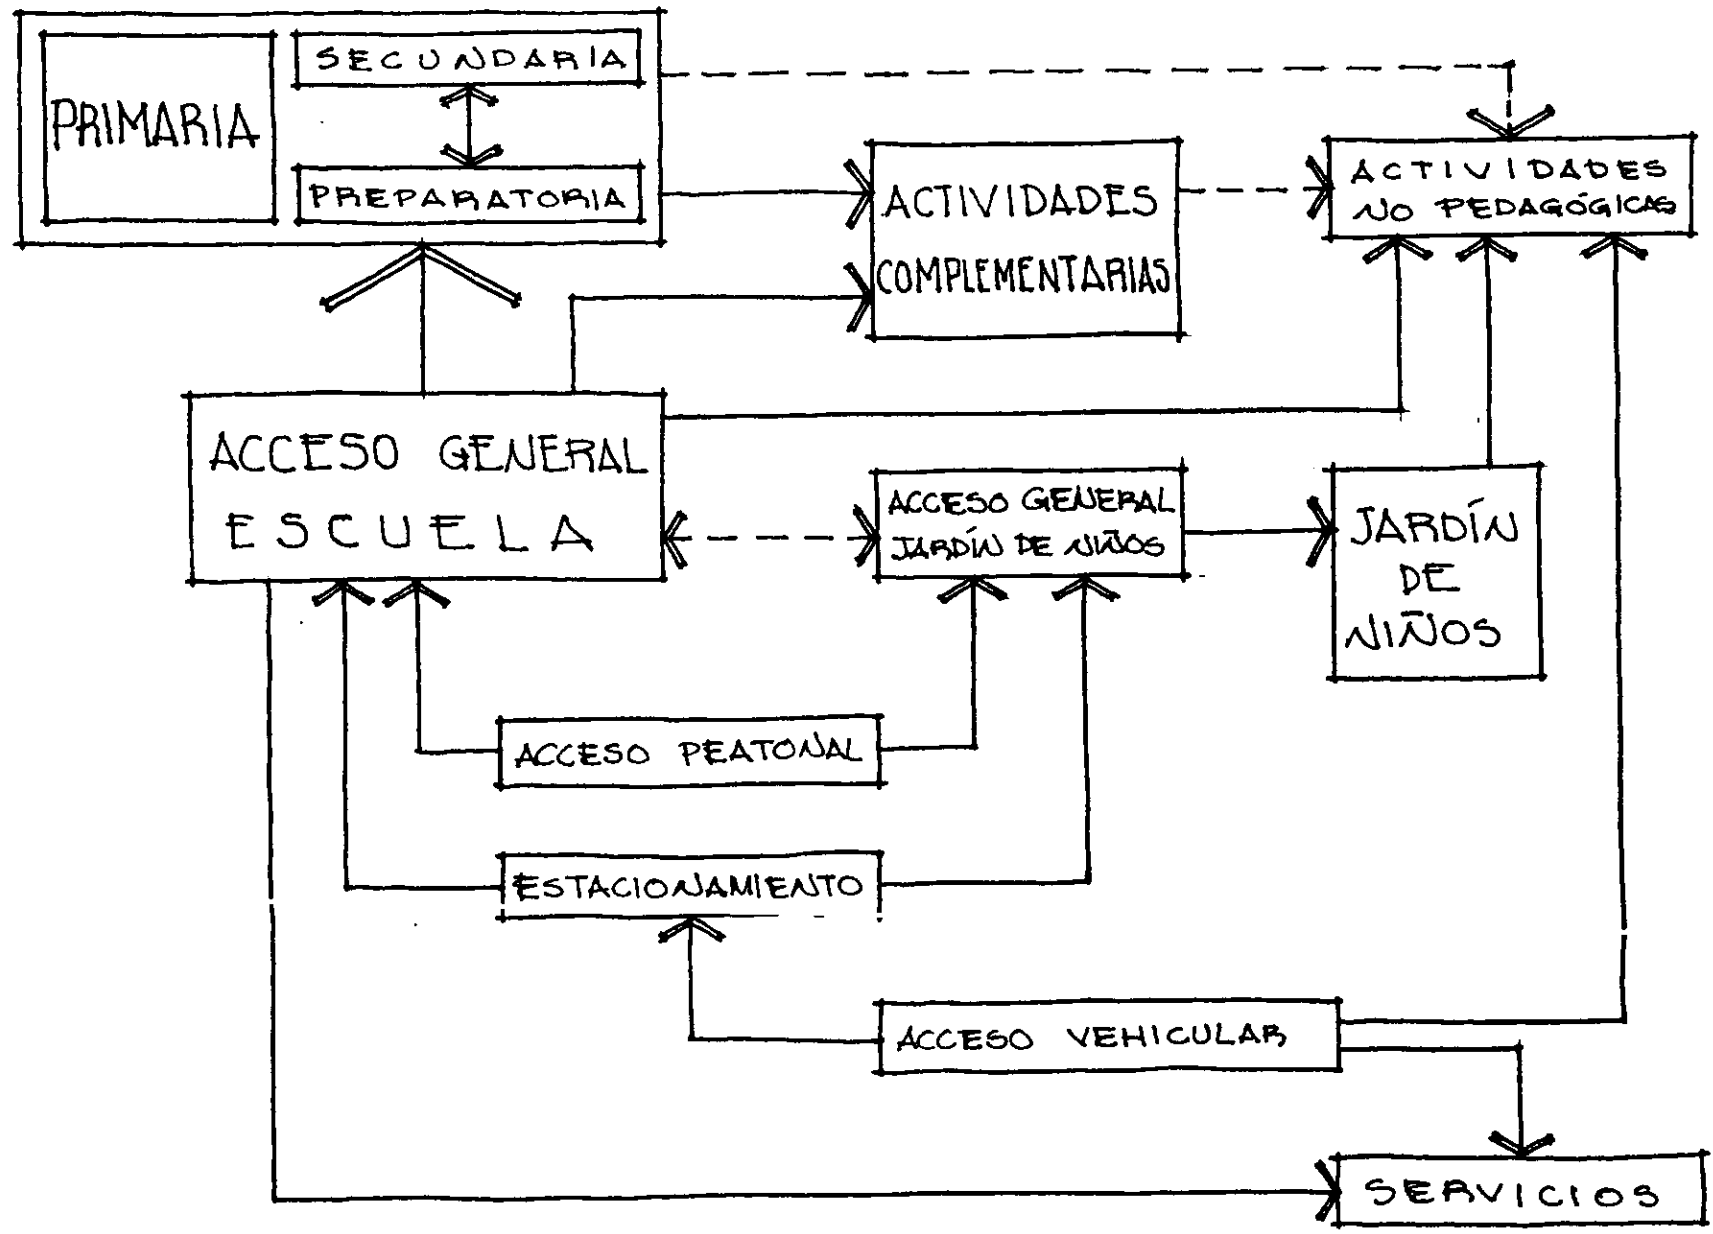 PRIMARIA
SECUNDARIA
PREPARATORIA
ACTIVIDADES
COMPLEMENTARIAS
ACTIVIDADES
NO PEDAGÓGICAS
ACCESO GENERAL
ESCUELA
ACCESO GENERAL
JARDÍN DE NIÑOS
JARDÍN
DE
NIÑOS
ACCESO PEATONAL
ESTACIONAMIENTO
ACCESO VEHICULAR
SERVICIOS